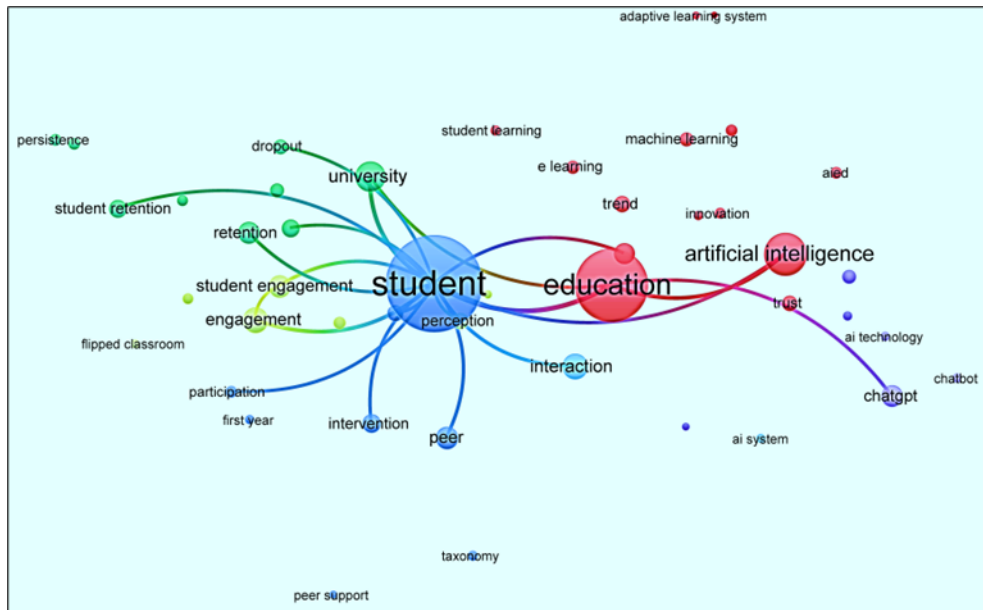 adaptive learning system
persistence
dropout
student learning
machine learning
university
e learning
aied
student retention
trend
innovation
retention
artificial intelligence
student engagement
student
education
trust
engagement
perception
flipped classroom
ai technology
interaction
participation
chatgpt
chatbot
first year
intervention
peer
ai system
taxonomy
peer support